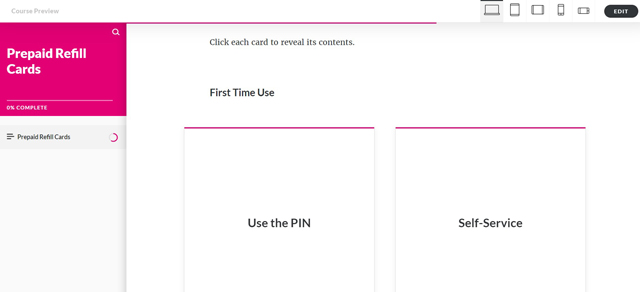 Course Preview
EDIT
Prepaid Refill
Cards
0% COMPLETE
Prepaid Refill Cards
Click each card to reveal its contents.
First Time Use
Use the PIN
Self-Service